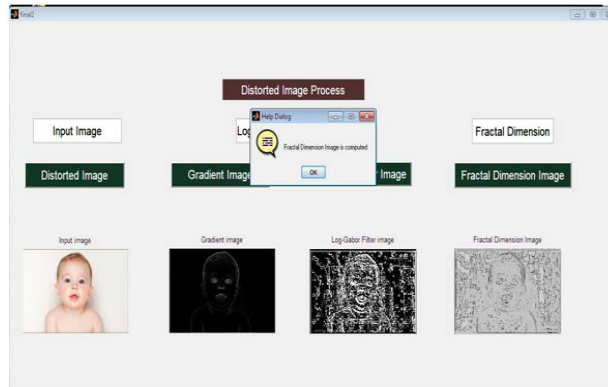 final2
Distorted Image Process
Help Dialog
Input Image
Fractal Dimension
Fractal Dimension Image is computed
OK
Distorted Image
Gradient Image
Image
Fractal Dimension Image
Input image
Gradient image
Log-Gabor Filter image
Fractal Dimension Image